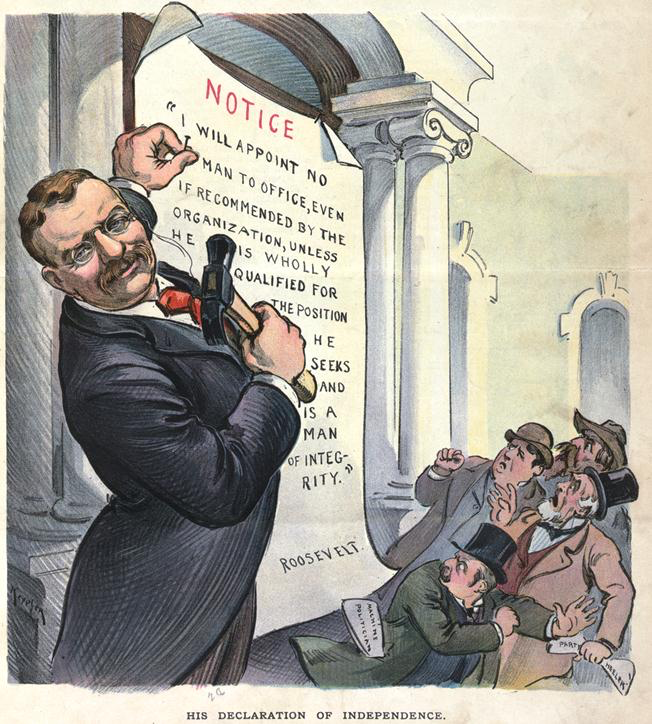 NOTICE
"I WILL APPOINT NO
MAN TO OFFICE, EVEN
IF RECOMMENDED BY THE
ORGANIZATION, UNLESS
HE IS WHOLLY
QUALIFIED FOR
THE POSITION
HE
SEEKS
AND
IS A
MAN
OF INTEG-
RITY."
ROOSEVELT.
MACHINE
POLITICIAN
PARTY
HIS DECLARATION OF INDEPENDENCE.